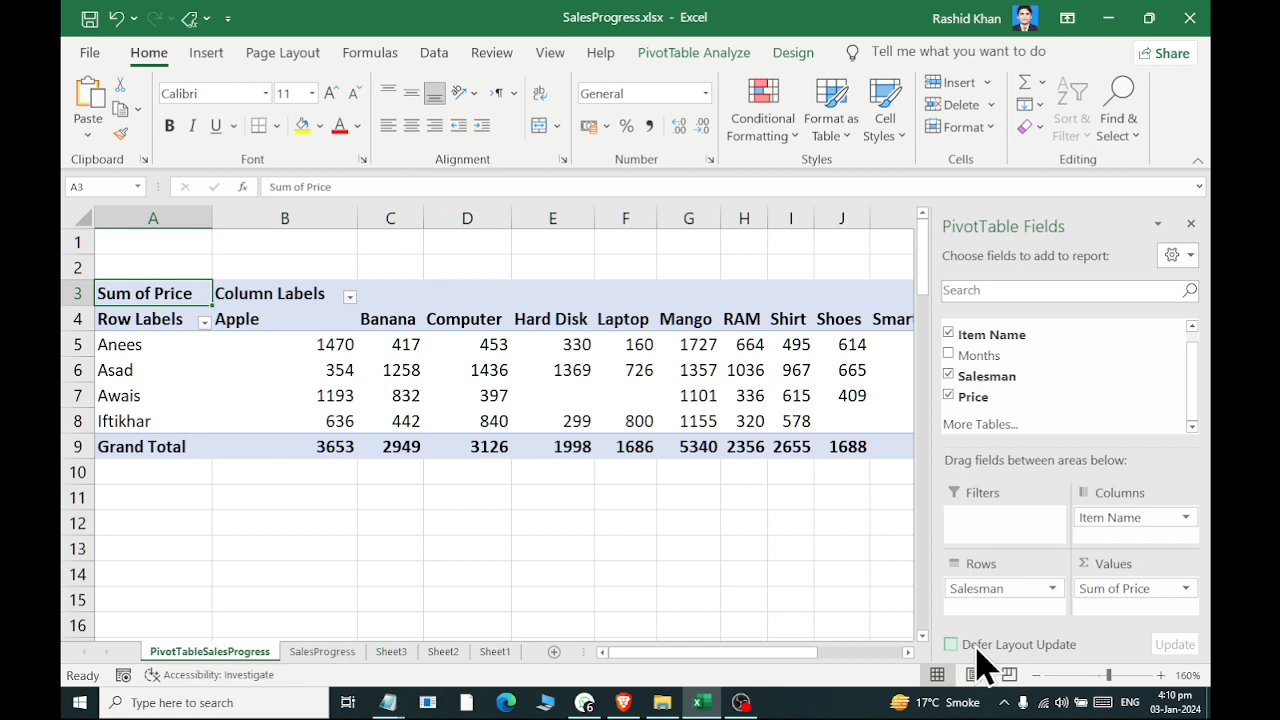 SalesProgress.xlsx - Excel
Rashid Khan
File Home Insert Page Layout Formulas Data Review View Help PivotTable Analyze Design Tell me what you want to do Share
Paste
Calibri 11
B I U A
General
% 9
Conditional Formatting
Format as Table
Cell Styles
Insert
Delete
Format
Sort & Filter
Find & Select
Clipboard Font Alignment Number Styles Cells Editing
A3 fx Sum of Price
A B C D E F G H I J
1
2
3 Sum of Price Column Labels
4 Row Labels Apple Banana Computer Hard Disk Laptop Mango RAM Shirt Shoes Smar
5 Anees 1470 417 453 330 160 1727 664 495 614
6 Asad 354 1258 1436 1369 726 1357 1036 967 665
7 Awais 1193 832 397 1101 336 615 409
8 Iftikhar 636 442 840 299 800 1155 320 578
9 Grand Total 3653 2949 3126 1998 1686 5340 2356 2655 1688
10
11
12
13
14
15
16
PivotTable Fields
Choose fields to add to report:
Search
Item Name
Months
Salesman
Price
More Tables...
Drag fields between areas below:
Filters Columns
Item Name
Rows Values
Salesman Sum of Price
Defer Layout Update Update
PivotTableSalesProgress SalesProgress Sheet3 Sheet2 Sheet1
Ready Accessibility: Investigate 160%
Type here to search
17°C Smoke ENG
4:10 pm
03-Jan-2024